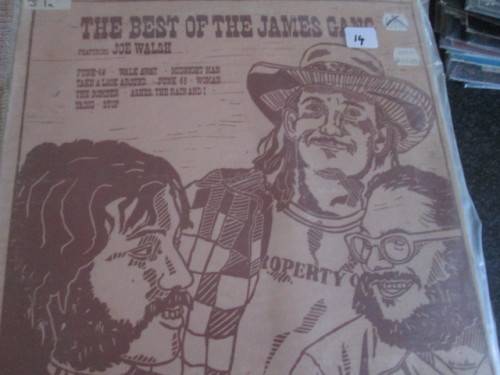 THE BEST OF THE JAMES GANG
FEATURING JOE WALSH
14
FUNK 49 · WALK AWAY · MIDNIGHT MAN
TAKE A LOOK AROUND · FUNK 48 · WOMAN
THE BOMBER · ASHES, THE RAIN AND I
YADIG · STOP
PROPERTY O